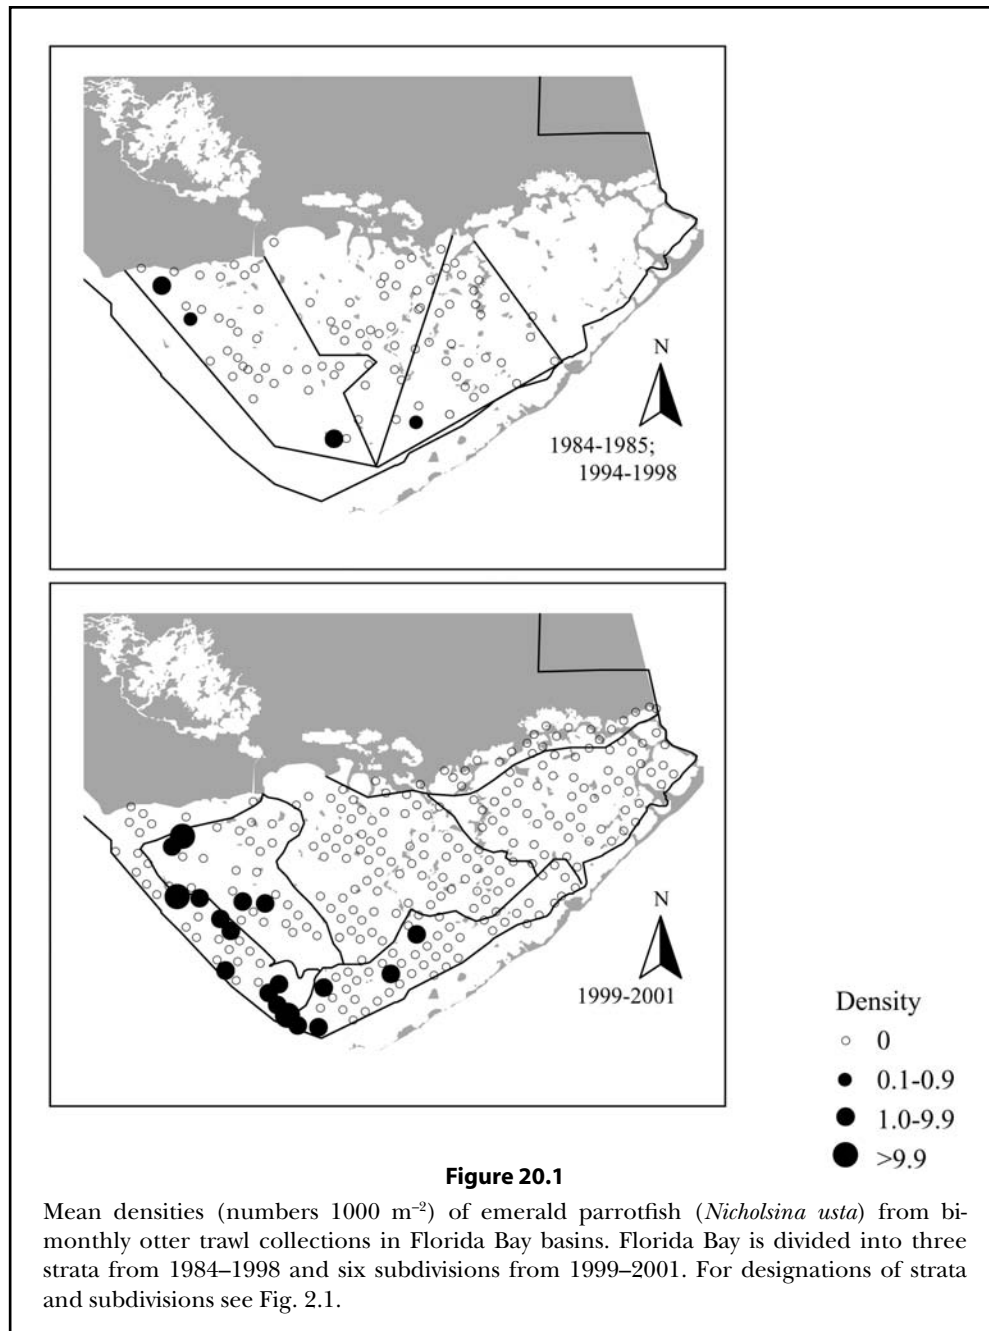 N
1984-1985;
1994-1998
N
1999-2001
Density
0
0.1-0.9
1.0-9.9
>9.9
Figure 20.1
Mean densities (numbers 1000 m⁻²) of emerald parrotfish (Nicholsina usta) from bi-
monthly otter trawl collections in Florida Bay basins. Florida Bay is divided into three
strata from 1984–1998 and six subdivisions from 1999–2001. For designations of strata
and subdivisions see Fig. 2.1.